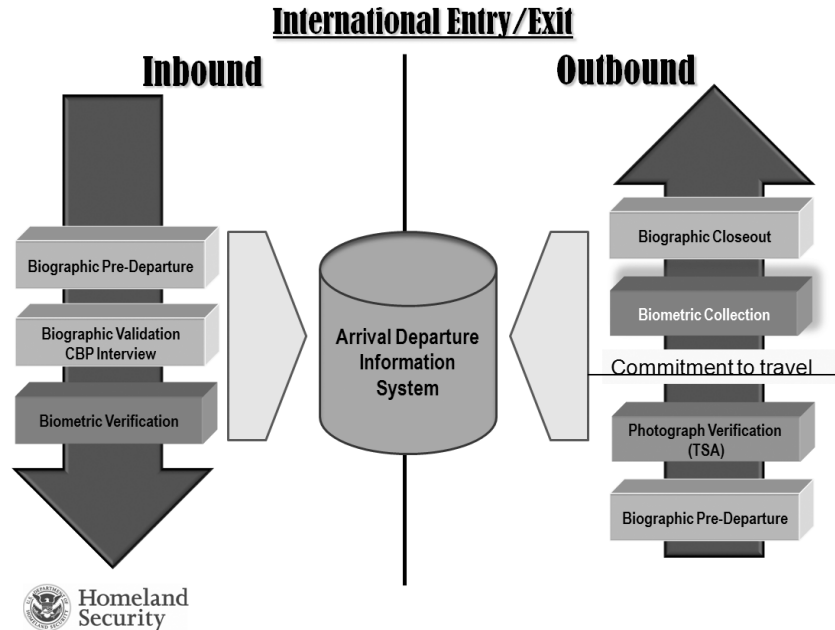 International Entry/Exit
Inbound
Outbound
Biographic Pre-Departure
Biographic Validation
CBP Interview
Biometric Verification
Arrival Departure
Information
System
Biographic Closeout
Biometric Collection
Commitment to travel
Photograph Verification
(TSA)
Biographic Pre-Departure
Homeland
Security